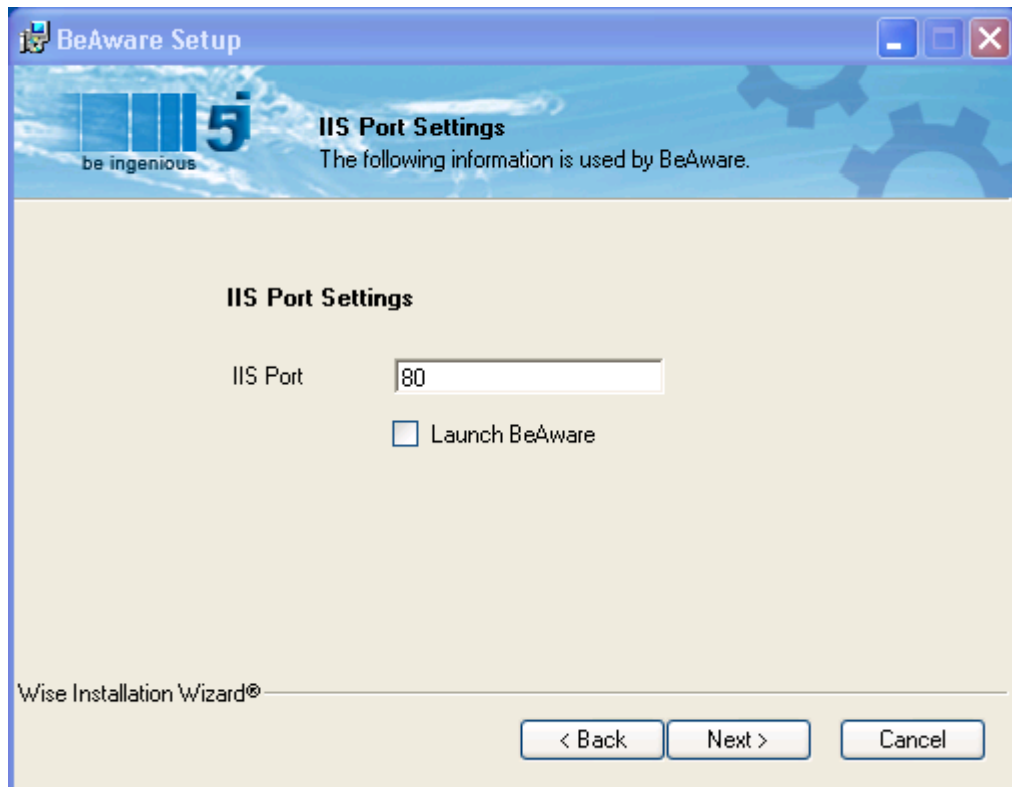 BeAware Setup
5i
be ingenious
IIS Port Settings
The following information is used by BeAware.
IIS Port Settings
IIS Port
80
Launch BeAware
Wise Installation Wizard®
< Back
Next >
Cancel